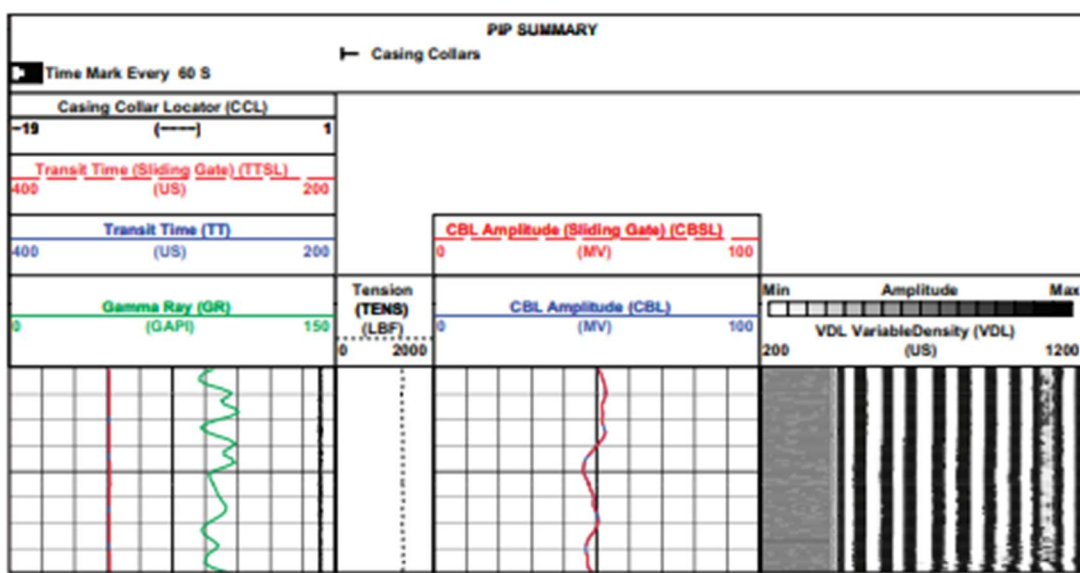 PIP SUMMARY
Casing Collars
Time Mark Every 60 S
Casing Collar Locator (CCL)
-19 (----) 1
Transit Time (Sliding Gate) (TTSL)
400 (US) 200
Transit Time (TT)
400 (US) 200
Gamma Ray (GR)
0 (GAPI) 150
Tension
(TENS)
(LBF)
0 2000
CBL Amplitude (Sliding Gate) (CBSL)
0 (MV) 100
CBL Amplitude (CBL)
0 (MV) 100
Min Amplitude Max
VDL VariableDensity (VDL)
200 (US) 1200